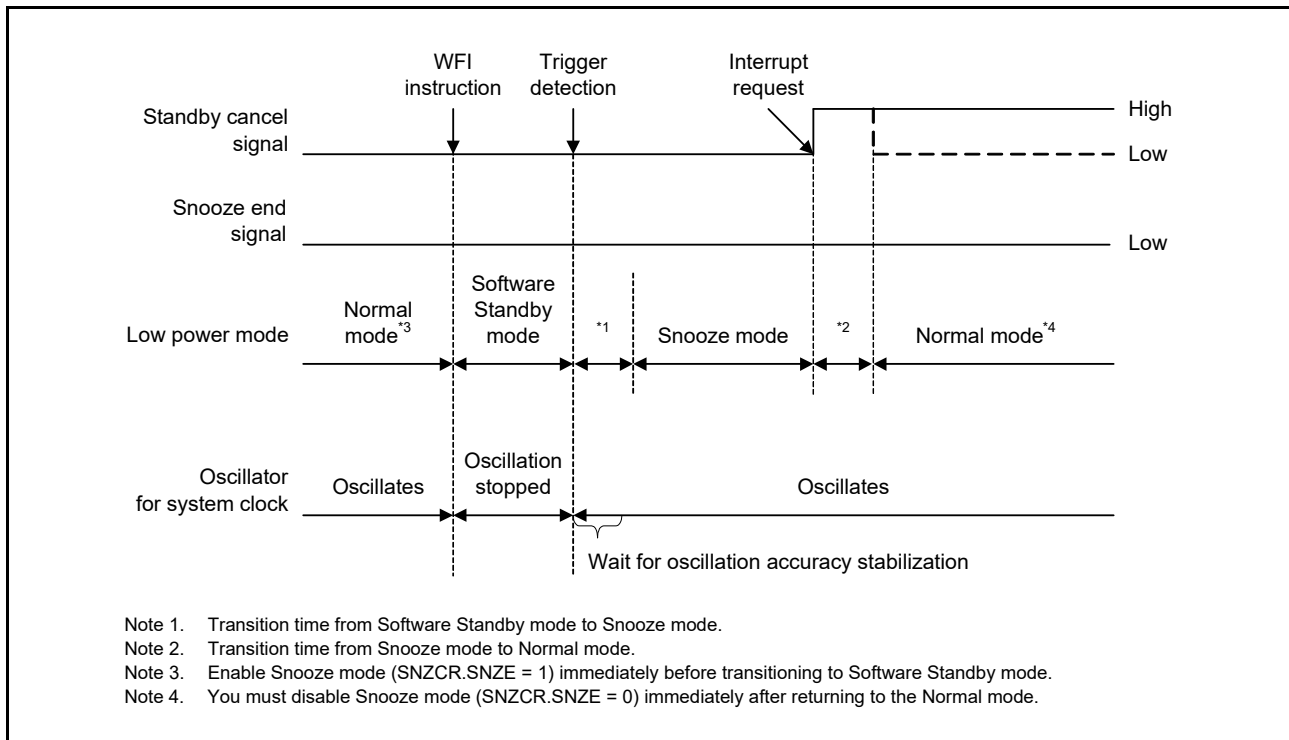 WFI
instruction
Trigger
detection
Interrupt
request
Standby cancel
signal
High
Low
Snooze end
signal
Low
Low power mode
Normal
mode*3
Software
Standby
mode
*1
Snooze mode
*2
Normal mode*4
Oscillator
for system clock
Oscillates
Oscillation
stopped
Oscillates
Wait for oscillation accuracy stabilization
Note 1. Transition time from Software Standby mode to Snooze mode.
Note 2. Transition time from Snooze mode to Normal mode.
Note 3. Enable Snooze mode (SNZCR.SNZE = 1) immediately before transitioning to Software Standby mode.
Note 4. You must disable Snooze mode (SNZCR.SNZE = 0) immediately after returning to the Normal mode.